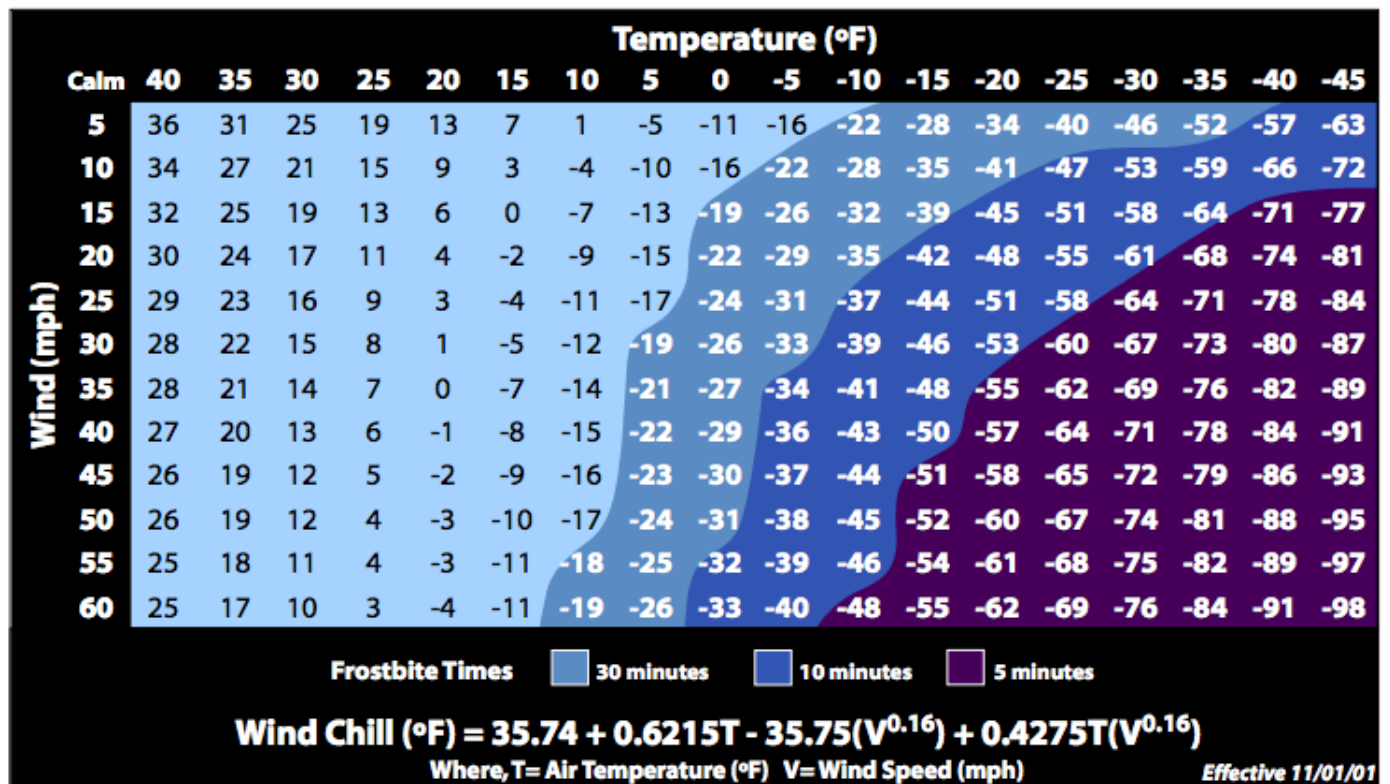 Temperature (ºF)
Calm 40 35 30 25 20 15 10 5 0 -5 -10 -15 -20 -25 -30 -35 -40 -45
Wind (mph)
5 36 31 25 19 13 7 1 -5 -11 -16 -22 -28 -34 -40 -46 -52 -57 -63
10 34 27 21 15 9 3 -4 -10 -16 -22 -28 -35 -41 -47 -53 -59 -66 -72
15 32 25 19 13 6 0 -7 -13 -19 -26 -32 -39 -45 -51 -58 -64 -71 -77
20 30 24 17 11 4 -2 -9 -15 -22 -29 -35 -42 -48 -55 -61 -68 -74 -81
25 29 23 16 9 3 -4 -11 -17 -24 -31 -37 -44 -51 -58 -64 -71 -78 -84
30 28 22 15 8 1 -5 -12 -19 -26 -33 -39 -46 -53 -60 -67 -73 -80 -87
35 28 21 14 7 0 -7 -14 -21 -27 -34 -41 -48 -55 -62 -69 -76 -82 -89
40 27 20 13 6 -1 -8 -15 -22 -29 -36 -43 -50 -57 -64 -71 -78 -84 -91
45 26 19 12 5 -2 -9 -16 -23 -30 -37 -44 -51 -58 -65 -72 -79 -86 -93
50 26 19 12 4 -3 -10 -17 -24 -31 -38 -45 -52 -60 -67 -74 -81 -88 -95
55 25 18 11 4 -3 -11 -18 -25 -32 -39 -46 -54 -61 -68 -75 -82 -89 -97
60 25 17 10 3 -4 -11 -19 -26 -33 -40 -48 -55 -62 -69 -76 -84 -91 -98
Frostbite Times 30 minutes 10 minutes 5 minutes
Wind Chill (ºF) = 35.74 + 0.6215T - 35.75(V^0.16) + 0.4275T(V^0.16)
Where, T= Air Temperature (ºF) V= Wind Speed (mph) Effective 11/01/01